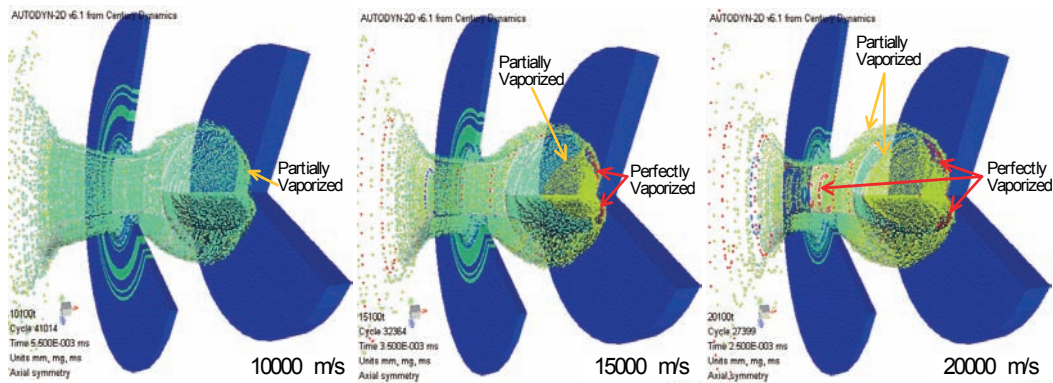 AUTODYN-2D v6.1 from Century Dynamics
Partially
Vaporized
10100t
Cycle 41014
Time 5.500E-003 ms
Units mm, mg, ms
Axial symmetry
10000 m/s
AUTODYN-2D v6.1 from Century Dynamics
Partially
Vaporized
Perfectly
Vaporized
15100t
Cycle 32364
Time 3.500E-003 ms
Units mm, mg, ms
Axial symmetry
15000 m/s
AUTODYN-2D v6.1 from Century Dynamics
Partially
Vaporized
Perfectly
Vaporized
20100t
Cycle 27399
Time 2.500E-003 ms
Units mm, mg, ms
Axial symmetry
20000 m/s